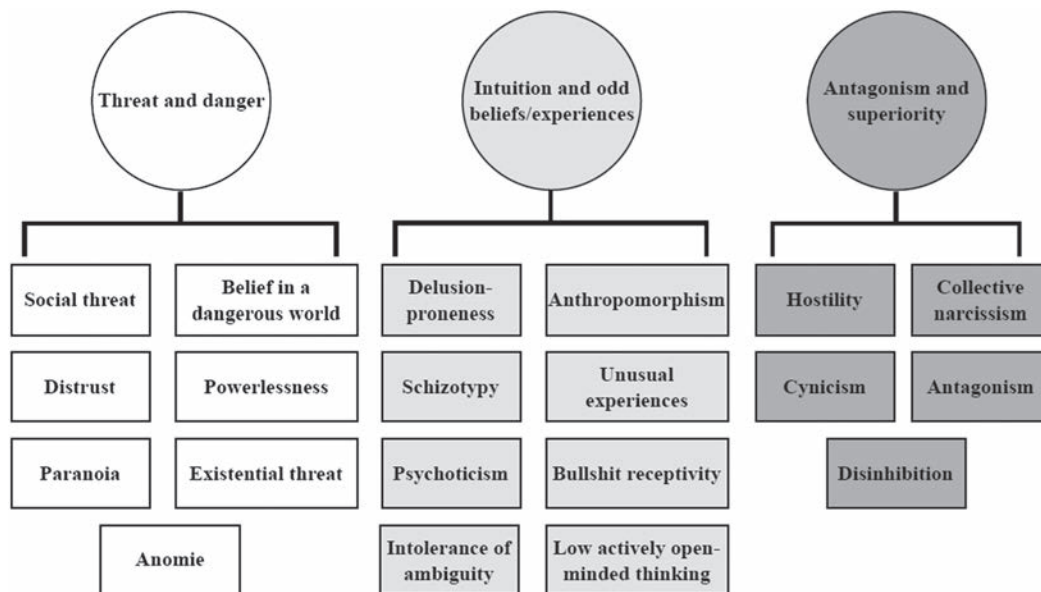 Threat and danger
Intuition and odd
beliefs/experiences
Antagonism and
superiority
Social threat
Belief in a
dangerous world
Distrust
Powerlessness
Paranoia
Existential threat
Anomie
Delusion-
proneness
Anthropomorphism
Schizotypy
Unusual
experiences
Psychoticism
Bullshit receptivity
Intolerance of
ambiguity
Low actively open-
minded thinking
Hostility
Collective
narcissism
Cynicism
Antagonism
Disinhibition